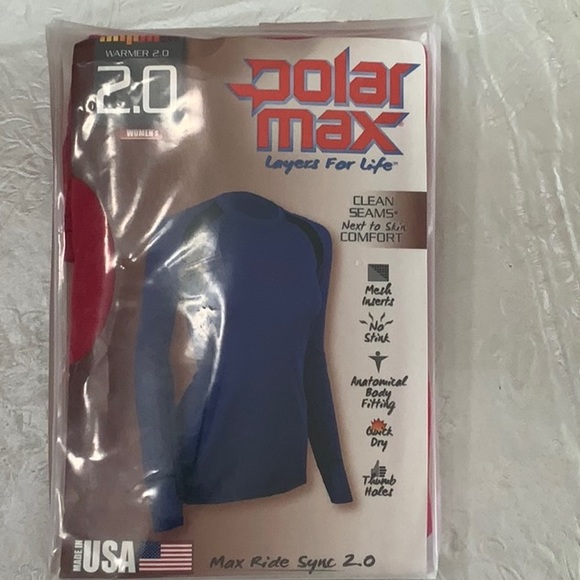 WARMER 2.0
2.0
WOMEN'S
polar
max®
Layers For Life™
CLEAN
SEAMS®
Next to Skin
COMFORT
Mesh
Inserts
No
Stink
Anatomical
Body
Fitting
Quick
Dry
Thumb
Holes
MADE IN
USA
Max Ride Sync 2.0